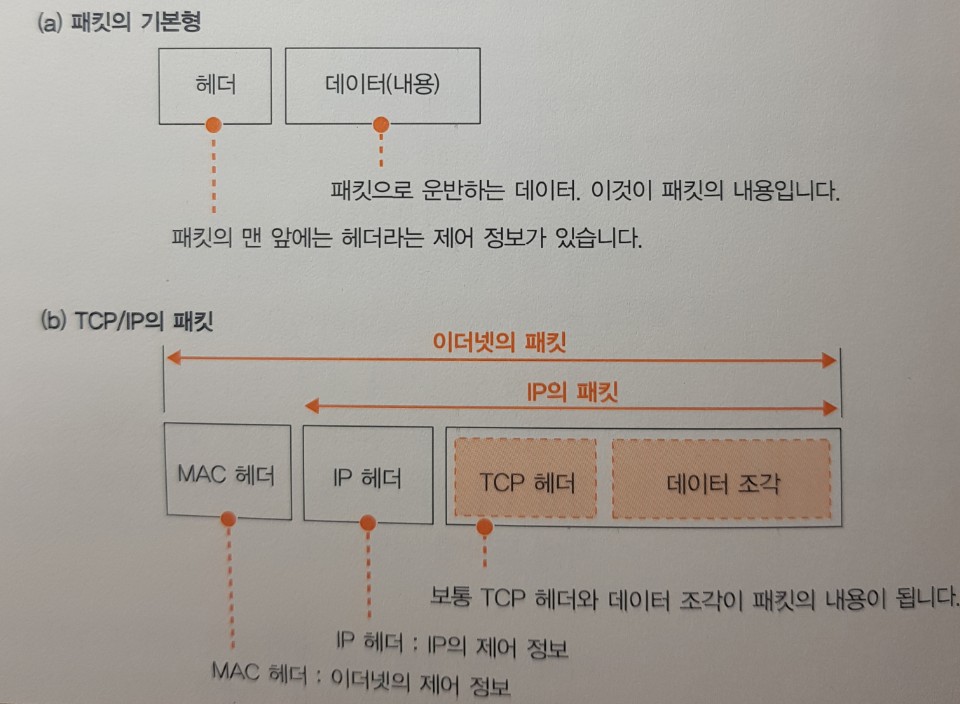 (a) 패킷의 기본형
헤더
데이터(내용)
패킷으로 운반하는 데이터. 이것이 패킷의 내용입니다.
패킷의 맨 앞에는 헤더라는 제어 정보가 있습니다.
(b) TCP/IP의 패킷
이더넷의 패킷
IP의 패킷
MAC 헤더
IP 헤더
TCP 헤더
데이터 조각
보통 TCP 헤더와 데이터 조각이 패킷의 내용이 됩니다.
IP 헤더 : IP의 제어 정보
MAC 헤더 : 이더넷의 제어 정보